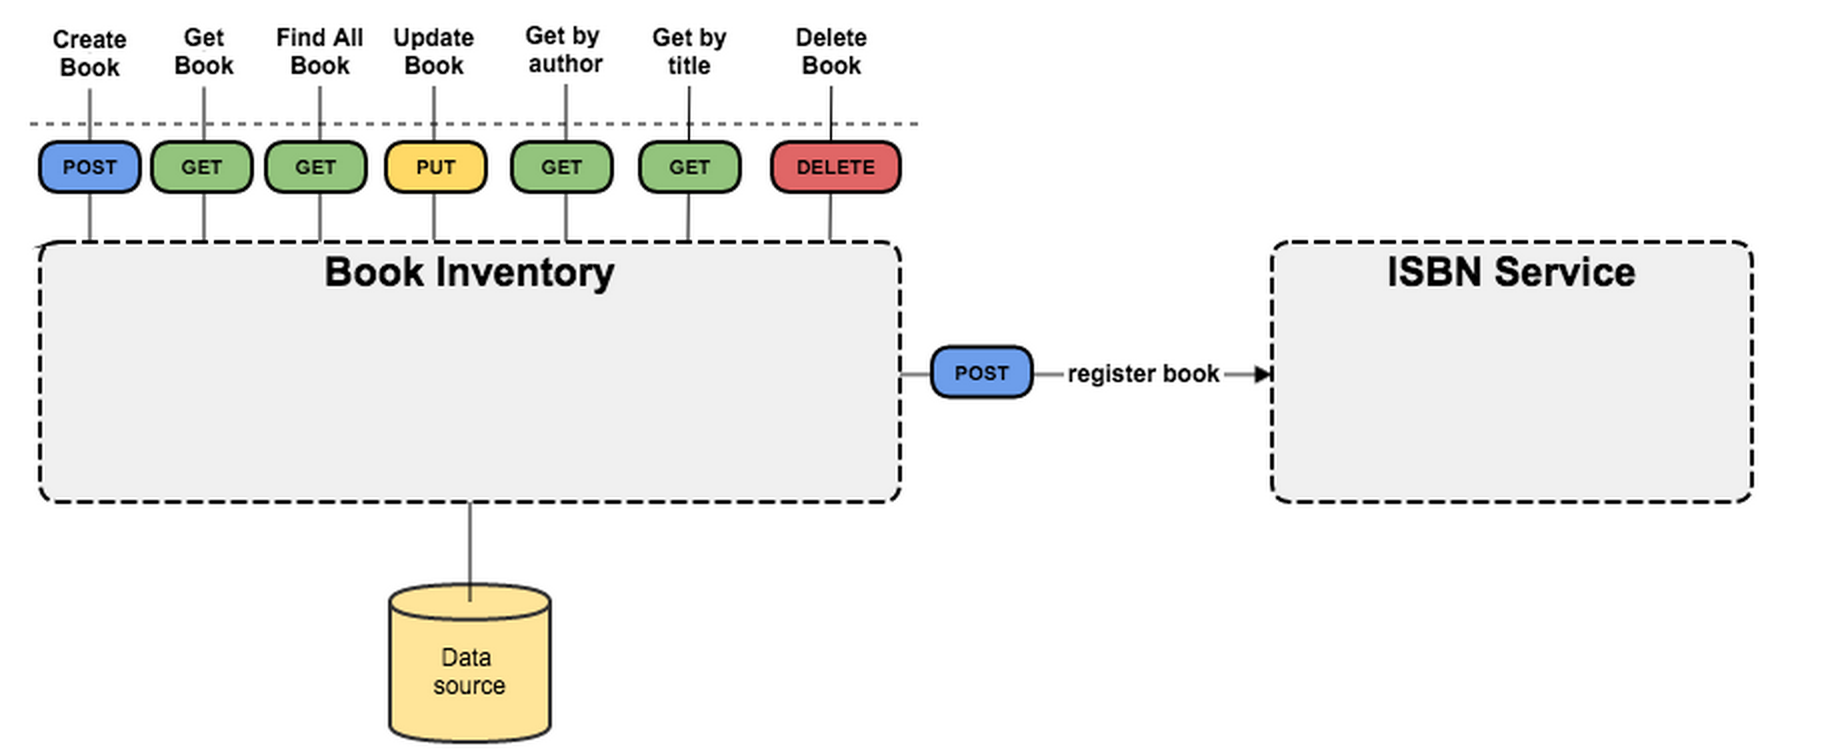 Create
Book
Get
Book
Find All
Book
Update
Book
Get by
author
Get by
title
Delete
Book
POST
GET
GET
PUT
GET
GET
DELETE
Book Inventory
ISBN Service
POST
register book
Data
source